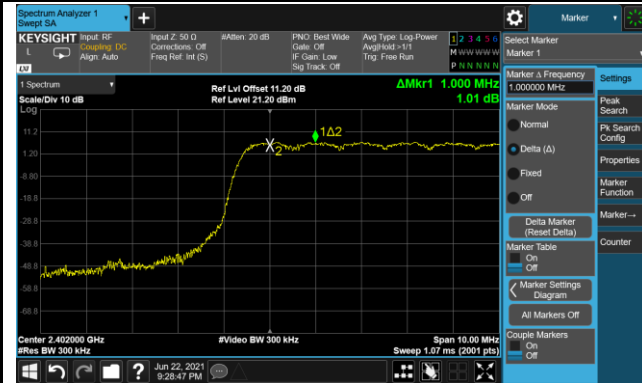 Spectrum Analyzer 1
Swept SA
+
Marker
KEYSIGHT
L
Input: RF
Coupling: DC
Align: Auto
Input Z: 50 Ω
Corrections: Off
Freq Ref: Int (S)
#Atten: 20 dB
PNO: Best Wide
Gate: Off
IF Gain: Low
Sig Track: Off
Avg Type: Log-Power
Avg|Hold:>1/1
Trig: Free Run
1 2 3 4 5 6
M W W W W W
P N N N N N
Select Marker
Marker 1
1 Spectrum
Scale/Div 10 dB
Log
Ref Lvl Offset 11.20 dB
Ref Level 21.20 dBm
ΔMkr1 1.000 MHz
1.01 dB
11.2
1.20
-8.80
-18.8
-28.8
-38.8
-48.8
-58.8
-68.8
1Δ2
2
Center 2.402000 GHz
#Res BW 300 kHz
#Video BW 300 kHz
Span 10.00 MHz
Sweep 1.07 ms (2001 pts)
Marker Δ Frequency
1.000000 MHz
Marker Mode
Normal
Delta (Δ)
Fixed
Off
Delta Marker
(Reset Delta)
Marker Table
On
Off
Marker Settings
Diagram
All Markers Off
Couple Markers
On
Off
Settings
Peak
Search
Pk Search
Config
Properties
Marker
Function
Marker→
Counter
?
Jun 22, 2021
9:28:47 PM